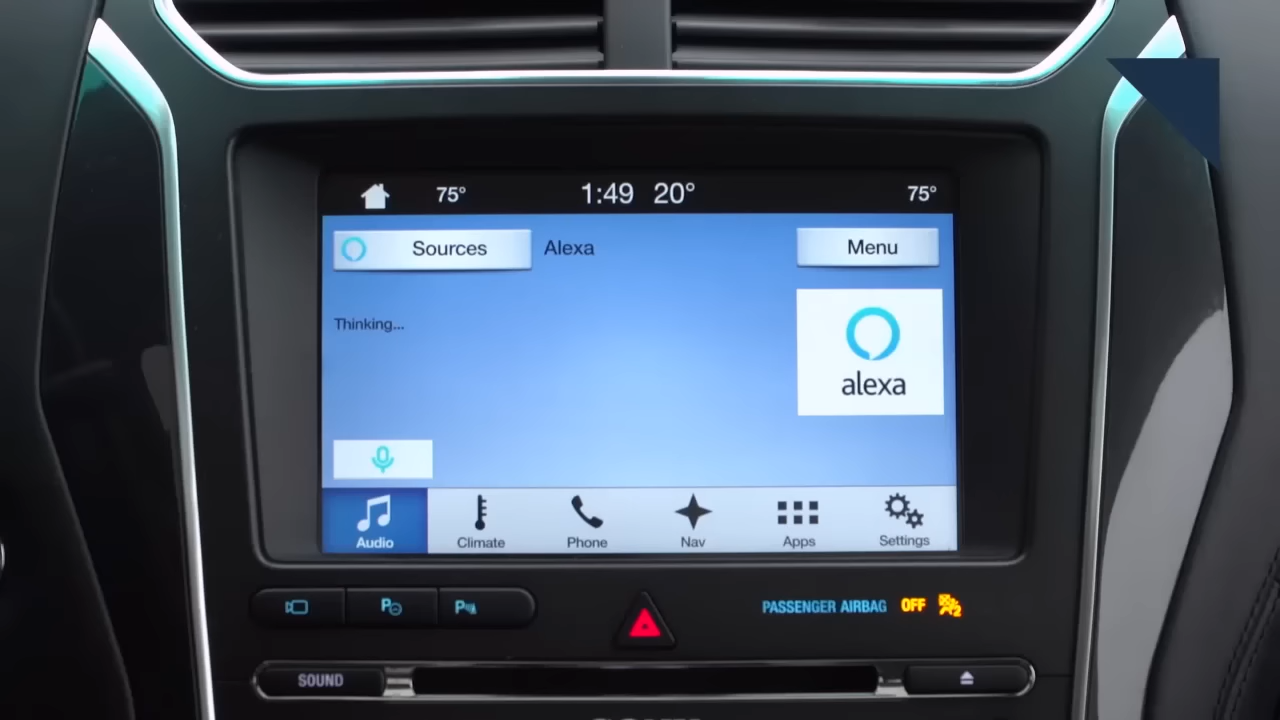 75° 1:49 20° 75°
Sources Alexa Menu
Thinking...
alexa
Audio Climate Phone Nav Apps Settings
P P
PASSENGER AIRBAG OFF 2
SOUND